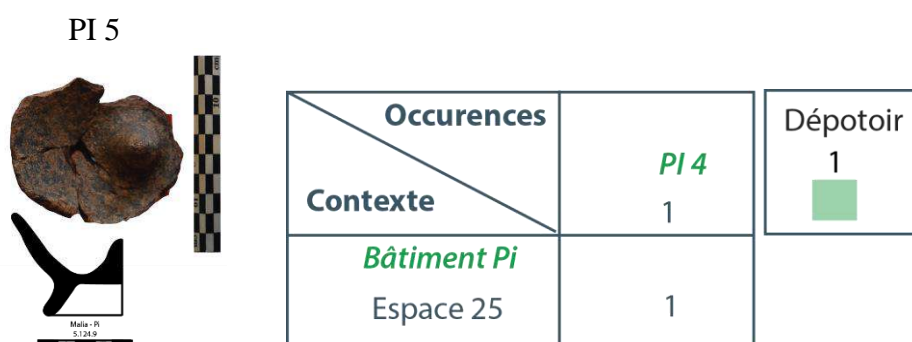 PI 5
Malia - Pi
5.124.9
Occurences
Contexte
PI 4
1
Bâtiment Pi
Espace 25
1
Dépotoir
1